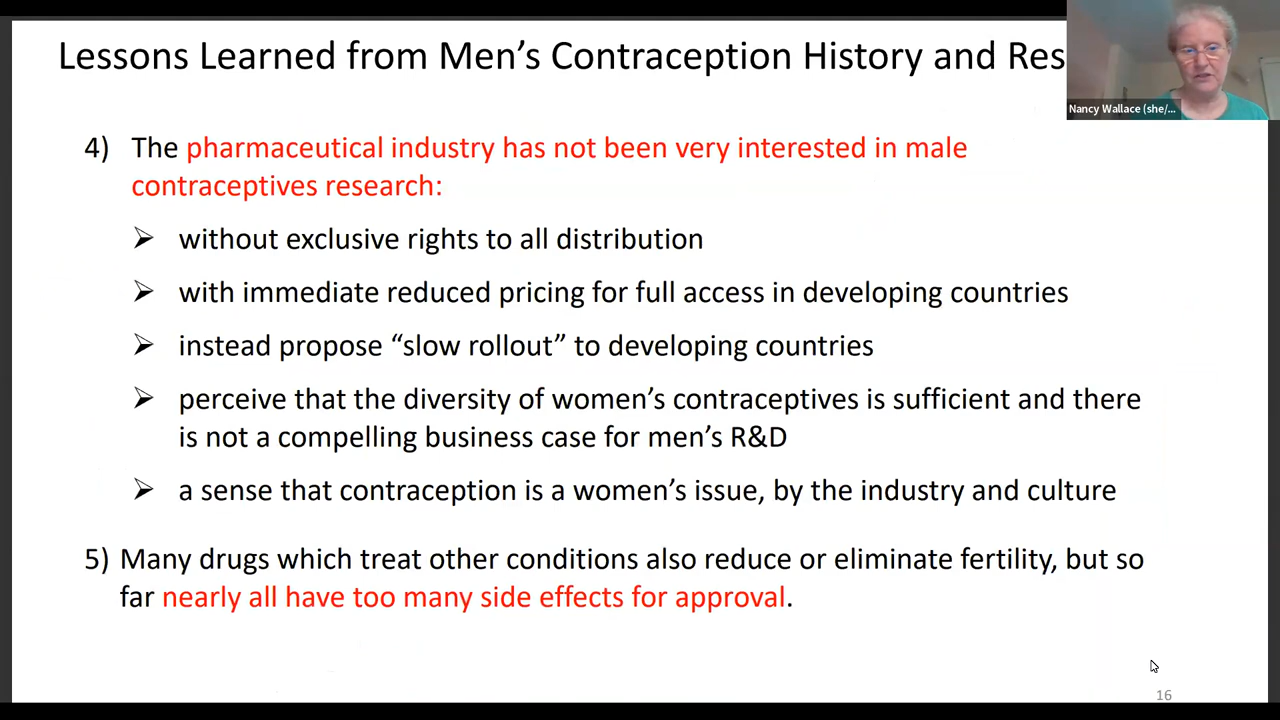 Lessons Learned from Men's Contraception History and Res
Nancy Wallace (she/...
4) The pharmaceutical industry has not been very interested in male
contraceptives research:
➢ without exclusive rights to all distribution
➢ with immediate reduced pricing for full access in developing countries
➢ instead propose “slow rollout” to developing countries
➢ perceive that the diversity of women's contraceptives is sufficient and there
is not a compelling business case for men's R&D
➢ a sense that contraception is a women's issue, by the industry and culture
5) Many drugs which treat other conditions also reduce or eliminate fertility, but so
far nearly all have too many side effects for approval.
16